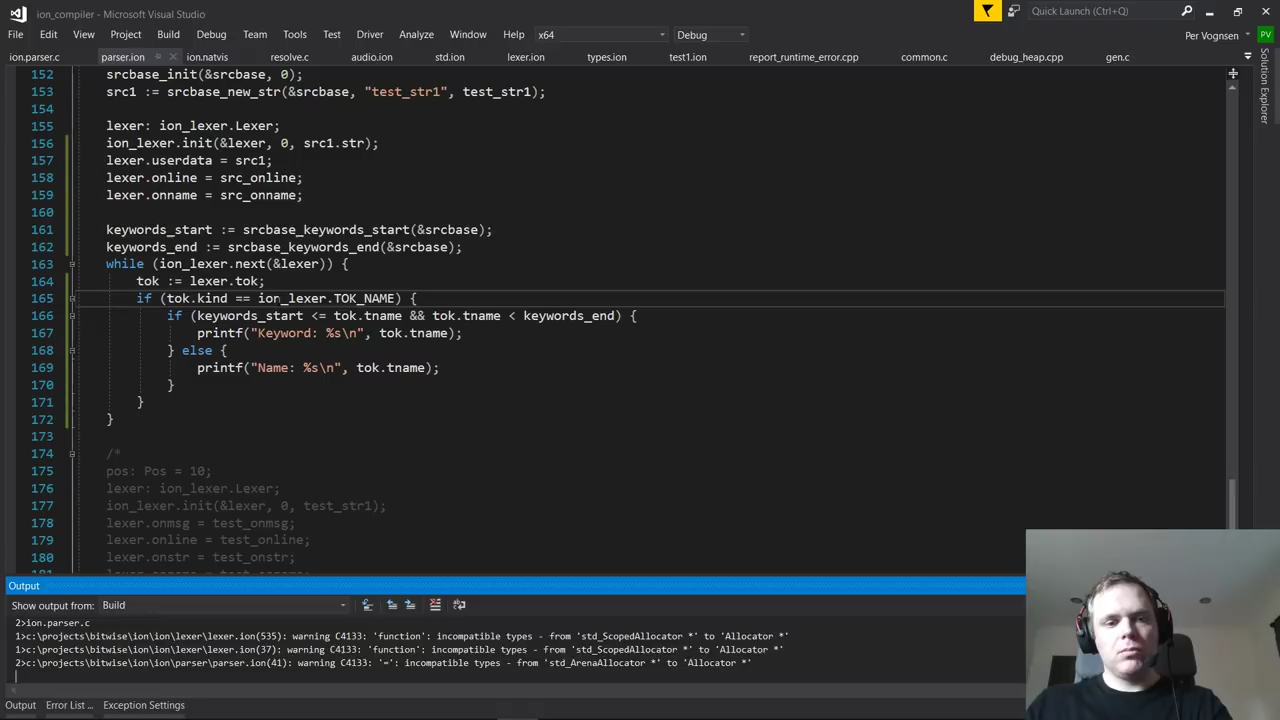 ion_compiler - Microsoft Visual Studio
Quick Launch (Ctrl+Q)
File Edit View Project Build Debug Team Tools Test Driver Analyze Window Help x64 Debug Per Vognsen PV
ion.parser.c parser.ion ion.natvis resolve.c audio.ion std.ion lexer.ion types.ion test1.ion report_runtime_error.cpp common.c debug_heap.cpp gen.c
Solution Explorer
152 srcbase_init(&srcbase, 0);
153 src1 := srcbase_new_str(&srcbase, "test_str1", test_str1);
154
155 lexer: ion_lexer.Lexer;
156 ion_lexer.init(&lexer, 0, src1.str);
157 lexer.userdata = src1;
158 lexer.online = src_online;
159 lexer.onname = src_onname;
160
161 keywords_start := srcbase_keywords_start(&srcbase);
162 keywords_end := srcbase_keywords_end(&srcbase);
163 while (ion_lexer.next(&lexer)) {
164 tok := lexer.tok;
165 if (tok.kind == ion_lexer.TOK_NAME) {
166 if (keywords_start <= tok.tname && tok.tname < keywords_end) {
167 printf("Keyword: %s\n", tok.tname);
168 } else {
169 printf("Name: %s\n", tok.tname);
170 }
171 }
172 }
173
174 /*
175 pos: Pos = 10;
176 lexer: ion_lexer.Lexer;
177 ion_lexer.init(&lexer, 0, test_str1);
178 lexer.onmsg = test_onmsg;
179 lexer.online = test_online;
180 lexer.onstr = test_onstr;
Output
Show output from: Build
2>ion.parser.c
1>c:\projects\bitwise\ion\ion\lexer\lexer.ion(535): warning C4133: 'function': incompatible types - from 'std_ScopedAllocator *' to 'Allocator *'
1>c:\projects\bitwise\ion\ion\lexer\lexer.ion(37): warning C4133: 'function': incompatible types - from 'std_ScopedAllocator *' to 'Allocator *'
2>c:\projects\bitwise\ion\ion\parser\parser.ion(41): warning C4133: '=': incompatible types - from 'std_ArenaAllocator *' to 'Allocator *'
Output Error List ... Exception Settings